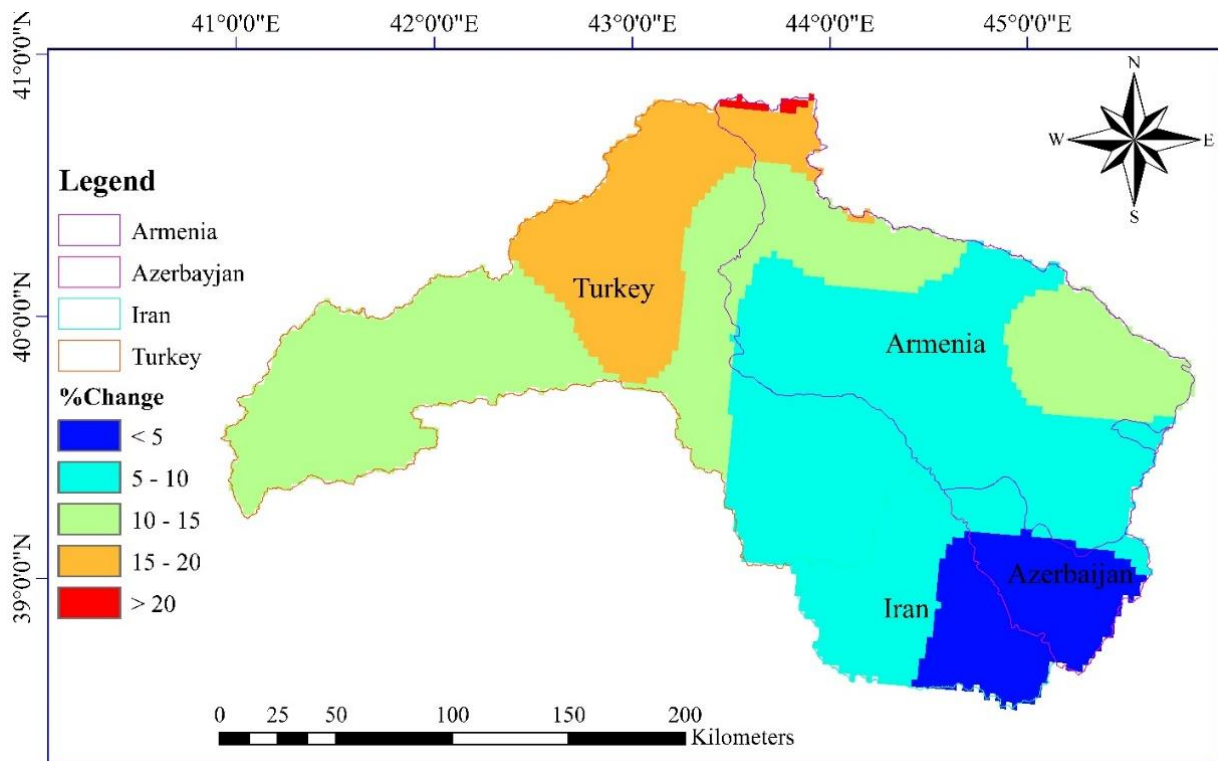 41°0'0"E 42°0'0"E 43°0'0"E 44°0'0"E 45°0'0"E
41°0'0"N
40°0'0"N
39°0'0"N
N
W E
S
Legend
Armenia
Azerbayjan
Iran
Turkey
%Change
< 5
5 - 10
10 - 15
15 - 20
> 20
Turkey
Armenia
Azerbaijan
Iran
0 25 50 100 150 200
Kilometers